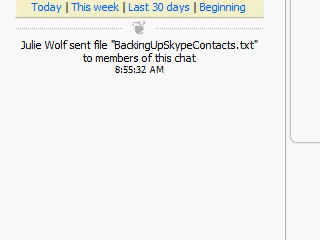 Today | This week | Last 30 days | Beginning
Julie Wolf sent file "BackingUpSkypeContacts.txt"
to members of this chat
8:55:32 AM